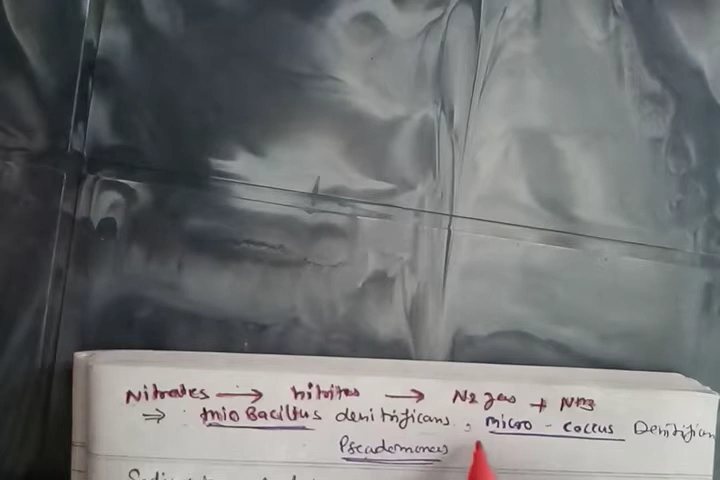 Nitrates → nitrites → N2 gas + NH3
⇒ thio Bacillus denitrificans, micro - coccus Denitrifican
Pseudomonas